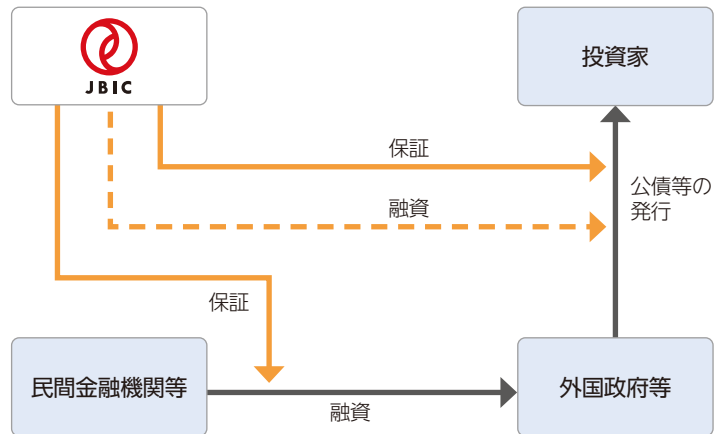 JBIC
投資家
保証
公債等の
発行
融資
保証
民間金融機関等
外国政府等
融資